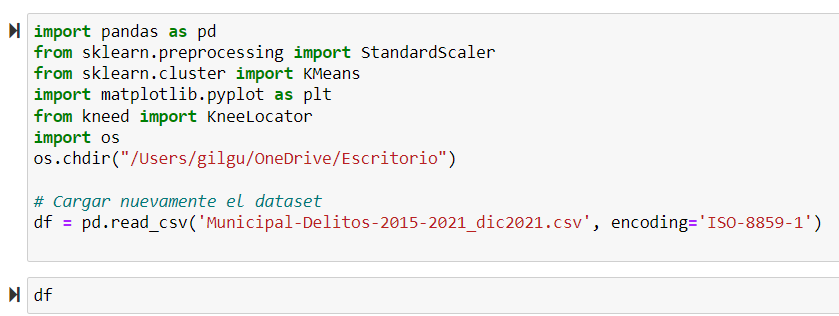 import pandas as pd
from sklearn.preprocessing import StandardScaler
from sklearn.cluster import KMeans
import matplotlib.pyplot as plt
from kneed import KneeLocator
import os
os.chdir("/Users/gilgu/OneDrive/Escritorio")
# Cargar nuevamente el dataset
df = pd.read_csv('Municipal-Delitos-2015-2021_dic2021.csv', encoding='ISO-8859-1')
df